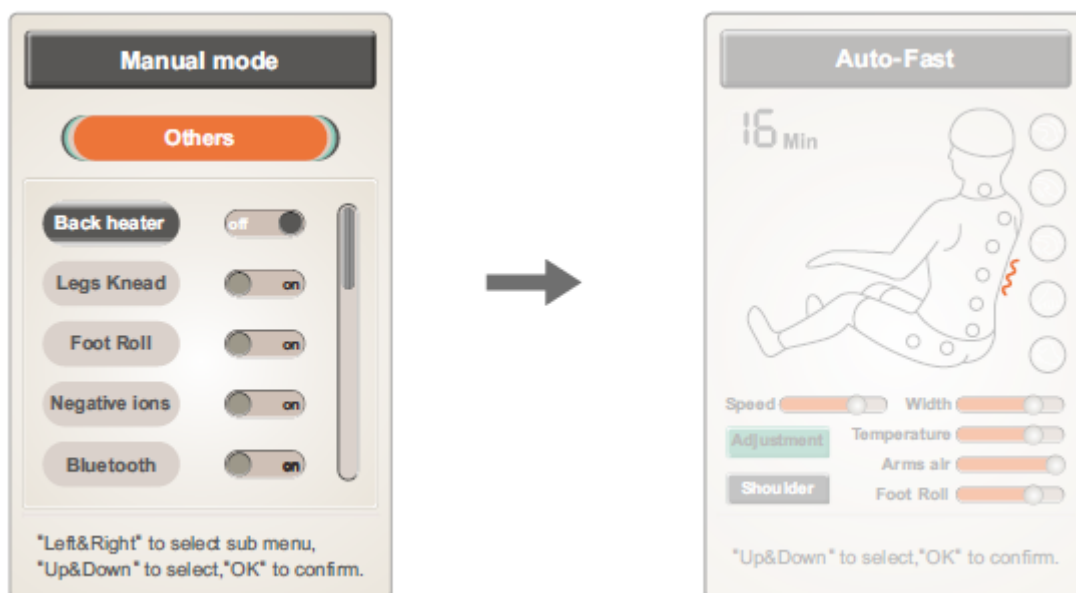 Manual mode
Others
Back heater off
Legs Knead on
Foot Roll on
Negative ions on
Bluetooth on
"Left&Right" to select sub menu,
"Up&Down" to select,"OK" to confirm.
Auto-Fast
16 Min
Speed Width
Adjustment Temperature
Arms air
Shoulder Foot Roll
"Up&Down" to select,"OK" to confirm.